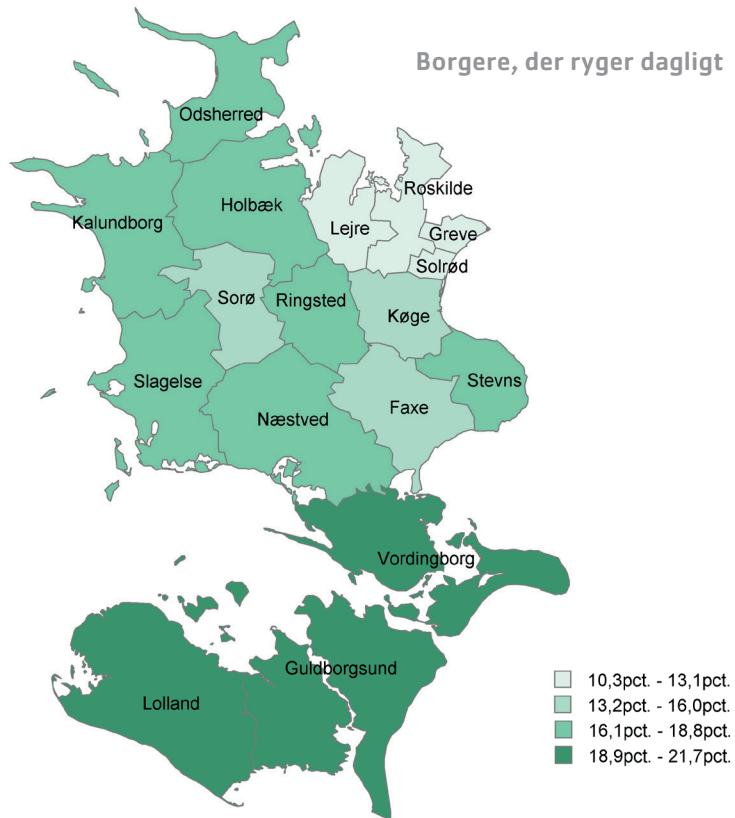 Borgere, der ryger dagligt
Odsherred
Roskilde
Holbæk
Kalundborg
Lejre
Greve
Solrød
Sorø
Ringsted
Køge
Slagelse
Stevns
Faxe
Næstved
Vordingborg
Guldborgsund
Lolland
10,3pct. - 13,1pct.
13,2pct. - 16,0pct.
16,1pct. - 18,8pct.
18,9pct. - 21,7pct.